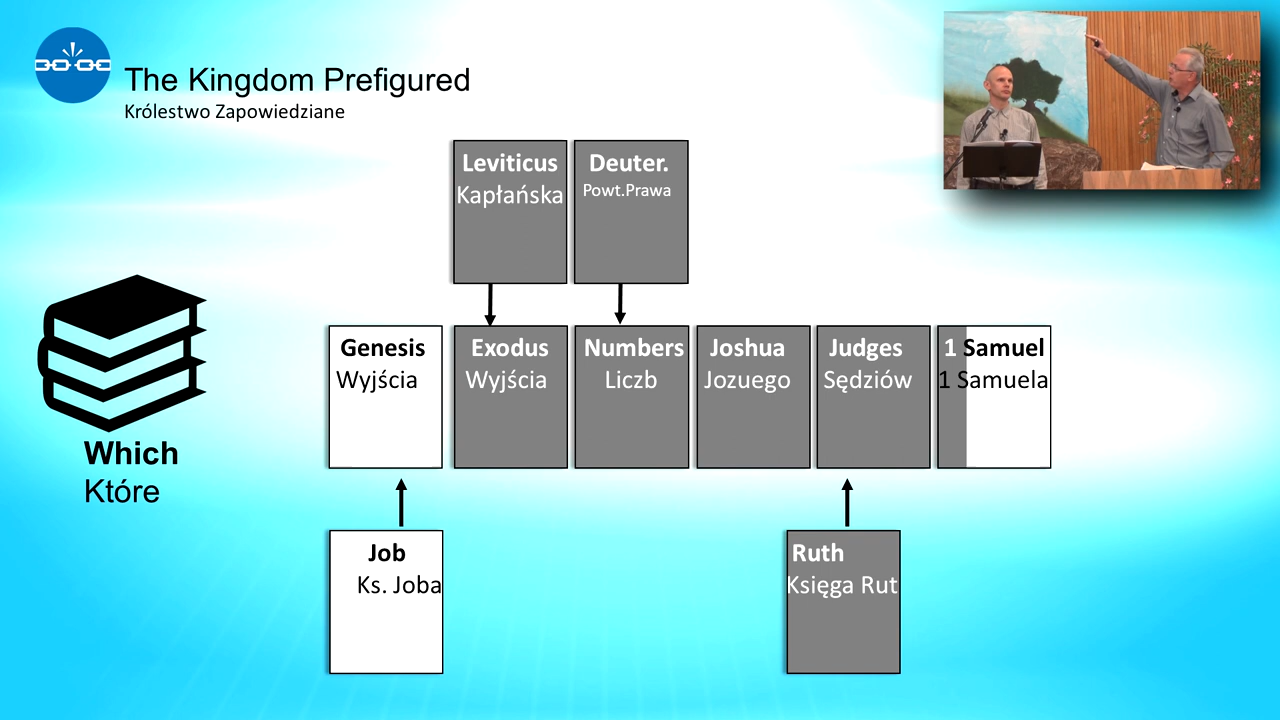 The Kingdom Prefigured
Królestwo Zapowiedziane
Leviticus
Kapłańska
Deuter.
Powt.Prawa
Genesis
Wyjścia
Exodus
Wyjścia
Numbers
Liczb
Joshua
Jozuego
Judges
Sędziów
1 Samuel
1 Samuela
Which
Które
Job
Ks. Joba
Ruth
Księga Rut